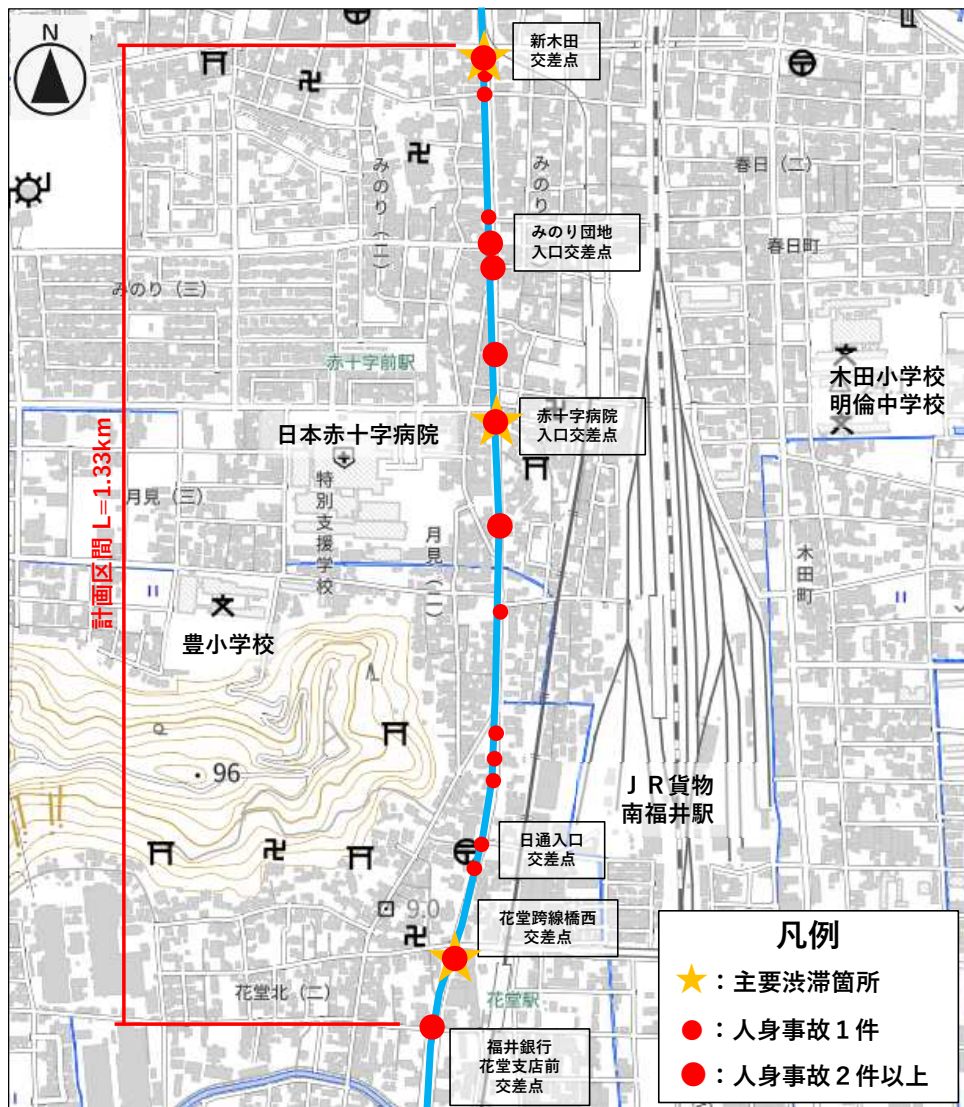 N
新木田
交差点
みのり（二）
みのり（
春日（二）
みのり団地
入口交差点
春日町
みのり（三）
赤十字前駅
木田小学校
明倫中学校
赤十字病院
入口交差点
日本赤十字病院
計画区間 L=1.33km
特別支援学校
月見（三）
月見（二）
木田町
豊小学校
96
ＪＲ貨物
南福井駅
日通入口
交差点
9.0
花堂跨線橋西
交差点
花堂北（二）
花堂駅
福井銀行
花堂支店前
交差点
凡例
：主要渋滞箇所
：人身事故１件
：人身事故２件以上